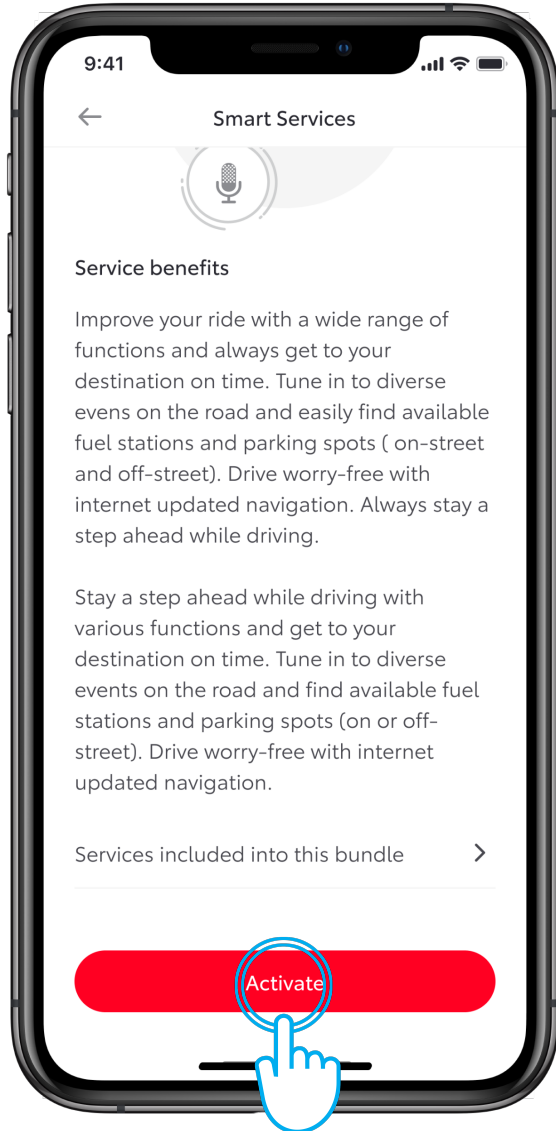 9:41
Smart Services
Service benefits
Improve your ride with a wide range of
functions and always get to your
destination on time. Tune in to diverse
evens on the road and easily find available
fuel stations and parking spots ( on-street
and off-street). Drive worry-free with
internet updated navigation. Always stay a
step ahead while driving.
Stay a step ahead while driving with
various functions and get to your
destination on time. Tune in to diverse
events on the road and find available fuel
stations and parking spots (on or off-
street). Drive worry-free with internet
updated navigation.
Services included into this bundle
Activate